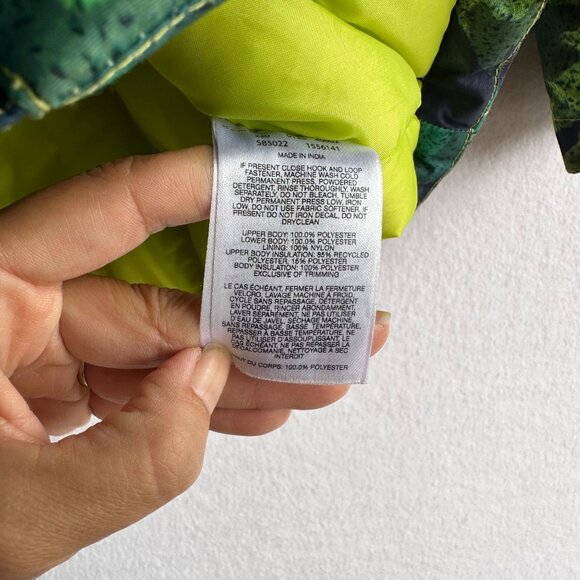 SB5022 1556141
MADE IN INDIA
IF PRESENT CLOSE HOOK AND LOOP
FASTENER, MACHINE WASH COLD
PERMANENT PRESS, POWDERED
DETERGENT, RINSE THOROUGHLY, WASH
SEPARATELY, DO NOT BLEACH, TUMBLE
DRY PERMANENT PRESS LOW, IRON
LOW, DO NOT USE FABRIC SOFTENER, IF
PRESENT DO NOT IRON DECAL, DO NOT
DRYCLEAN
UPPER BODY: 100.0% POLYESTER
LOWER BODY: 100.0% POLYESTER
LINING: 100% NYLON
UPPER BODY INSULATION: 85% RECYCLED
POLYESTER, 15% POLYESTER
BODY INSULATION: 100% POLYESTER
EXCLUSIVE OF TRIMMING
LE CAS ÉCHÉANT, FERMER LA FERMETURE
VELCRO, LAVAGE MACHINE À FROID,
CYCLE SANS REPASSAGE, DÉTERGENT
EN POUDRE, RINCER ABONDAMMENT,
LAVER SÉPARÉMENT, NE PAS UTILISER
D'EAU DE JAVEL, SÉCHAGE MACHINE,
SANS REPASSAGE, BASSE TEMPÉRATURE,
REPASSAGE, BASSE TEMPÉRATURE, NE
PAS UTILISER D'ASSOUPLISSANT, LE
CAS ÉCHÉANT, NE PAS REPASSER LA
DÉCALCOMANIE, NETTOYAGE À SEC
INTERDIT
HAUT DU CORPS: 100.0% POLYESTER